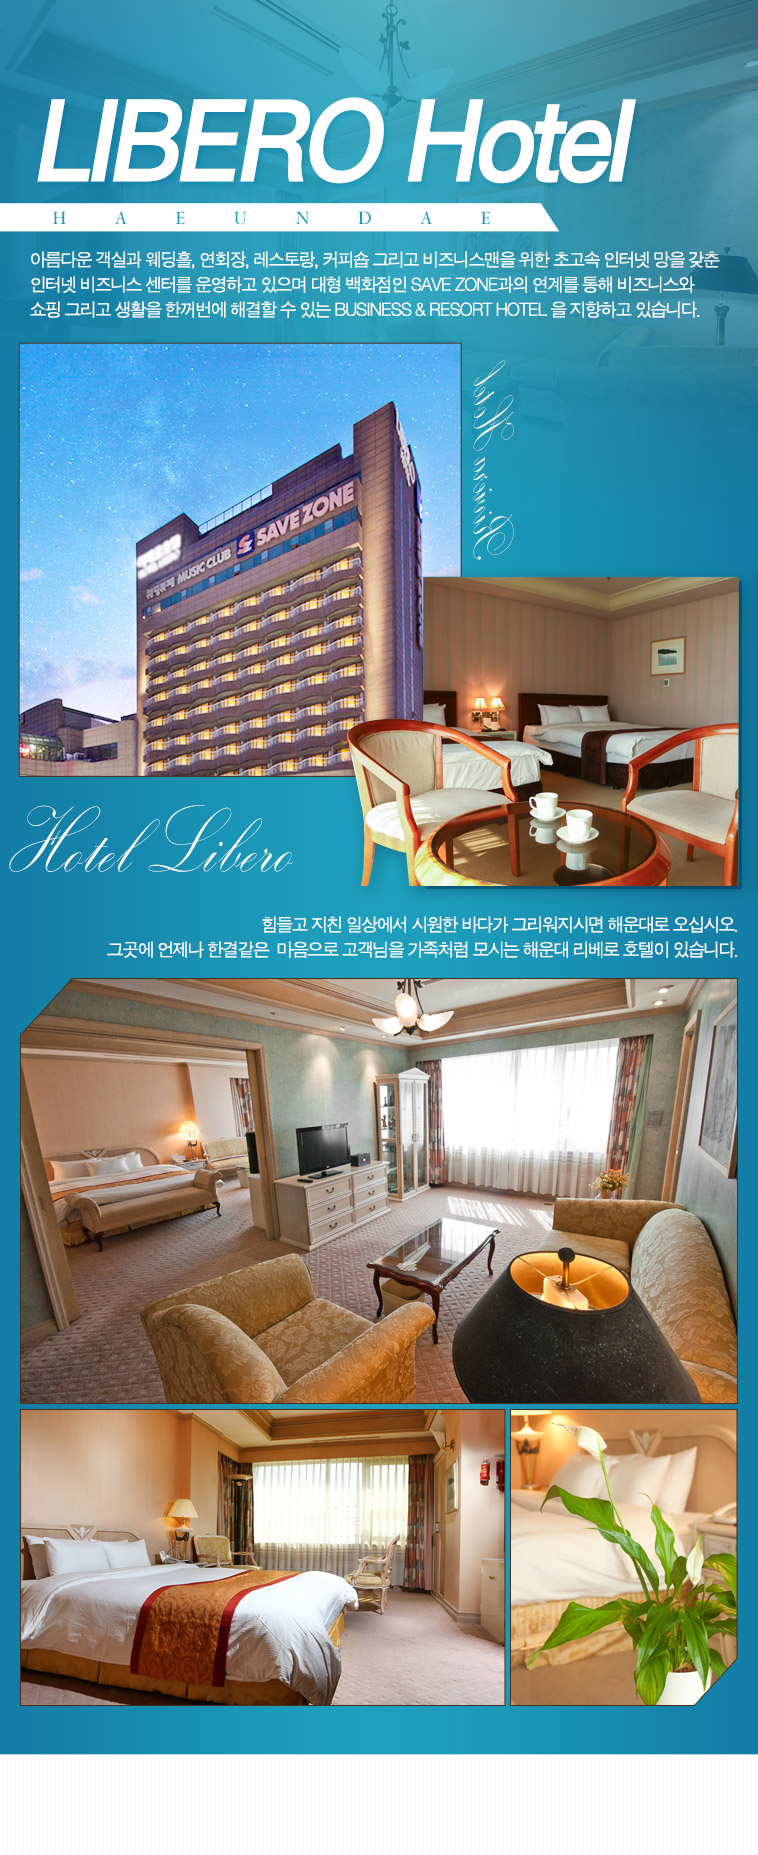 LIBERO Hotel
HAEUNDAE
아름다운 객실과 웨딩홀, 연회장, 레스토랑, 커피숍 그리고 비즈니스맨을 위한 초고속 인터넷 망을 갖춘
인터넷 비즈니스 센터를 운영하고 있으며 대형 백화점인 SAVE ZONE과의 연계를 통해 비즈니스와
쇼핑 그리고 생활을 한꺼번에 해결할 수 있는 BUSINESS & RESORT HOTEL 을 지향하고 있습니다.
Hotel
MUSIC CLUB SAVE ZONE
Hotel Libero
힘들고 지친 일상에서 시원한 바다가 그리워지시면 해운대로 오십시오.
그곳에 언제나 한결같은 마음으로 고객님을 가족처럼 모시는 해운대 리베로 호텔이 있습니다.